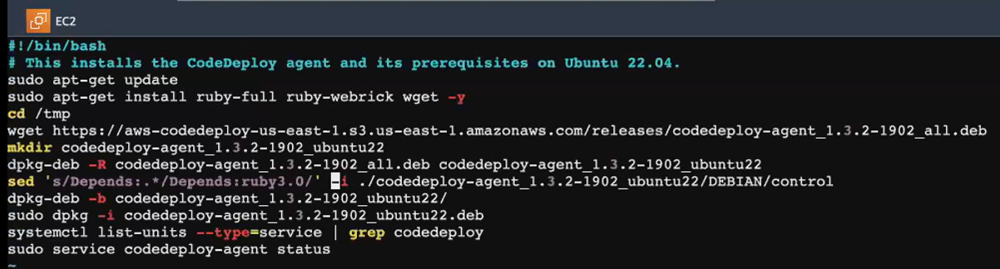 EC2
#!/bin/bash
# This installs the CodeDeploy agent and its prerequisites on Ubuntu 22.04.
sudo apt-get update
sudo apt-get install ruby-full ruby-webrick wget -y
cd /tmp
wget https://aws-codedeploy-us-east-1.s3.us-east-1.amazonaws.com/releases/codedeploy-agent_1.3.2-1902_all.deb
mkdir codedeploy-agent_1.3.2-1902_ubuntu22
dpkg-deb -R codedeploy-agent_1.3.2-1902_all.deb codedeploy-agent_1.3.2-1902_ubuntu22
sed 's/Depends:.*/Depends:ruby3.0/' -i ./codedeploy-agent_1.3.2-1902_ubuntu22/DEBIAN/control
dpkg-deb -b codedeploy-agent_1.3.2-1902_ubuntu22/
sudo dpkg -i codedeploy-agent_1.3.2-1902_ubuntu22.deb
systemctl list-units --type=service | grep codedeploy
sudo service codedeploy-agent status
~